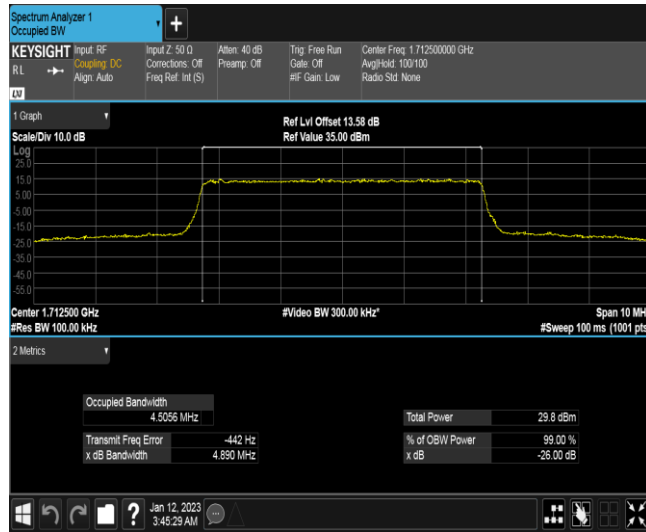 Spectrum Analyzer 1
Occupied BW
+
KEYSIGHT
RL
LXI
Input: RF
Coupling: DC
Align: Auto
Input Z: 50 Ω
Corrections: Off
Freq Ref: Int (S)
Atten: 40 dB
Preamp: Off
Trig: Free Run
Gate: Off
#IF Gain: Low
Center Freq: 1.712500000 GHz
Avg|Hold: 100/100
Radio Std: None
1 Graph
Scale/Div 10.0 dB
Ref Lvl Offset 13.58 dB
Ref Value 35.00 dBm
Log
25.0
15.0
5.00
-5.00
-15.0
-25.0
-35.0
-45.0
-55.0
Center 1.712500 GHz
#Res BW 100.00 kHz
#Video BW 300.00 kHz*
Span 10 MH
#Sweep 100 ms (1001 pts
2 Metrics
Occupied Bandwidth
4.5056 MHz
Transmit Freq Error -442 Hz
x dB Bandwidth 4.890 MHz
Total Power 29.8 dBm
% of OBW Power 99.00 %
x dB -26.00 dB
?
Jan 12, 2023
3:45:29 AM